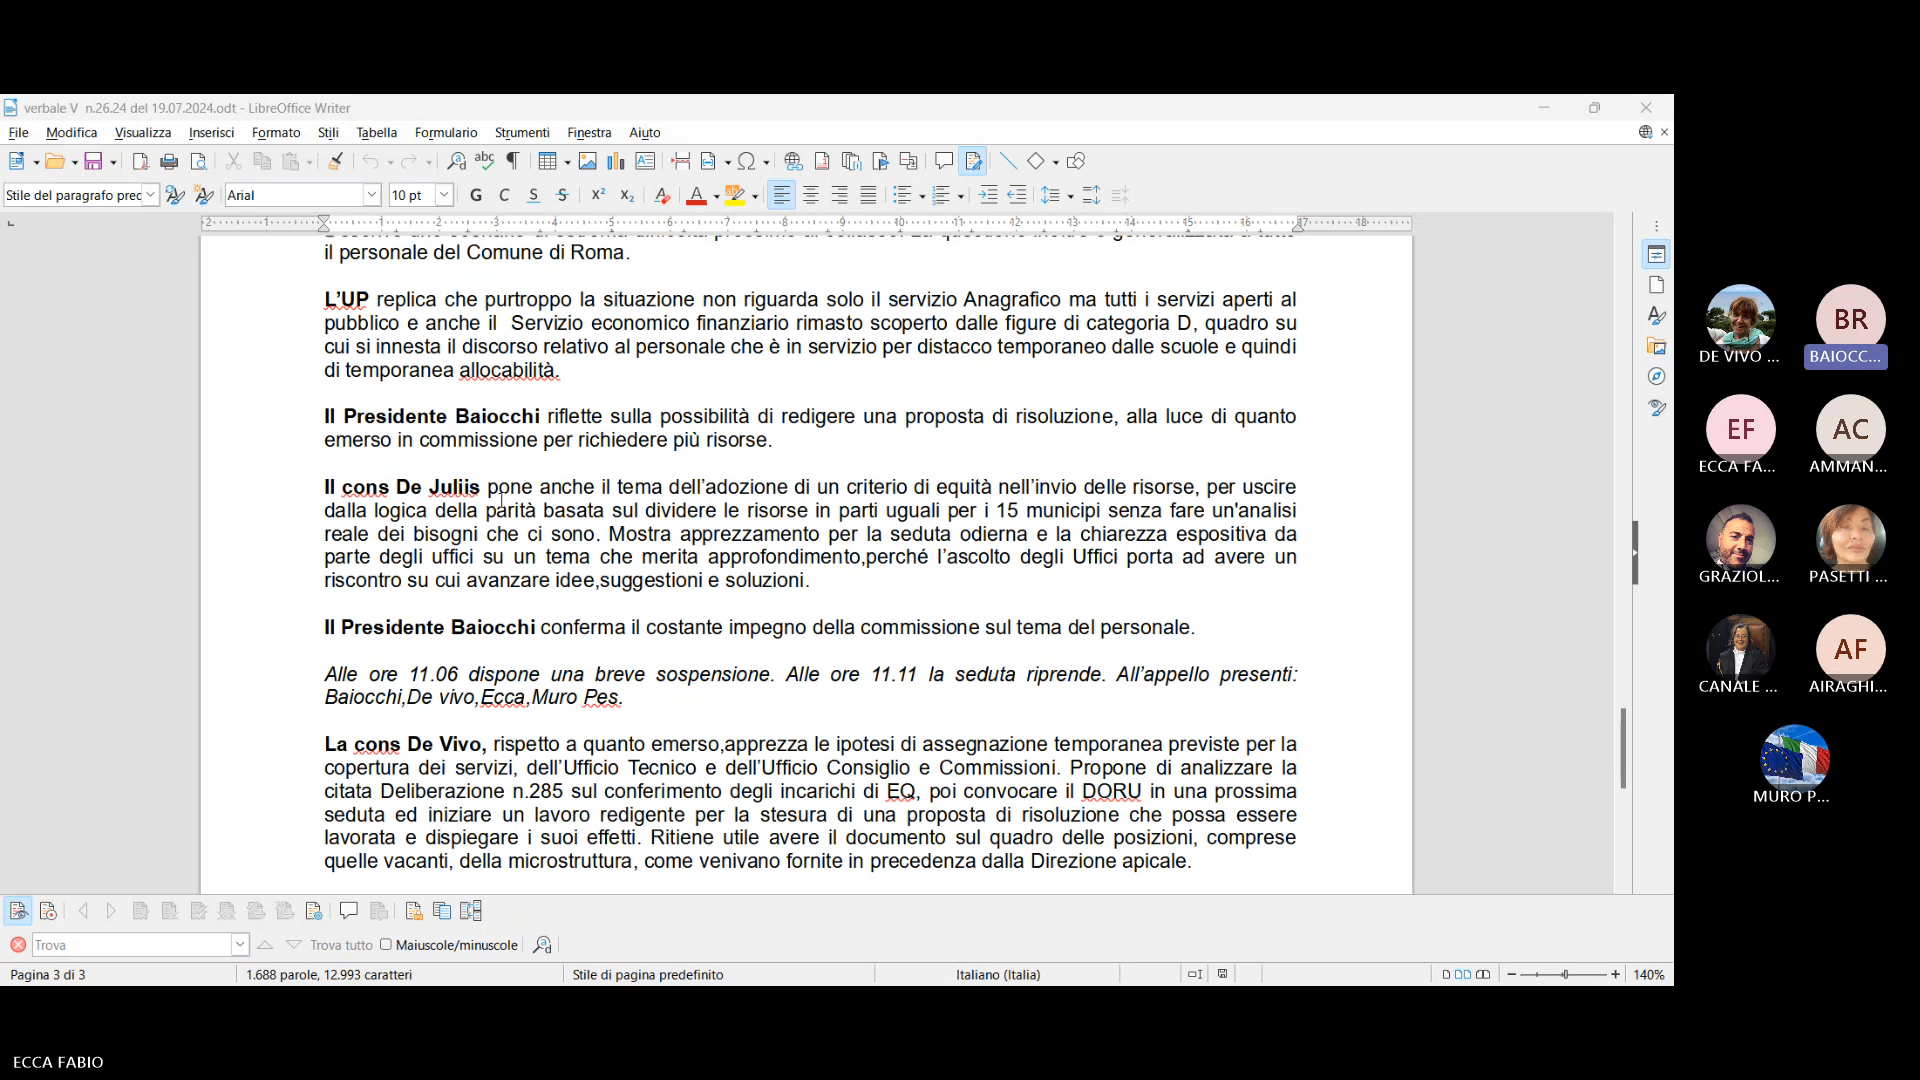 verbale V n.26.24 del 19.07.2024.odt - LibreOffice Writer
File Modifica Visualizza Inserisci Formato Stili Tabella Formulario Strumenti Finestra Aiuto
Stile del paragrafo prec Arial 10 pt G C S S
il personale del Comune di Roma.
L'UP replica che purtroppo la situazione non riguarda solo il servizio Anagrafico ma tutti i servizi aperti al
pubblico e anche il Servizio economico finanziario rimasto scoperto dalle figure di categoria D, quadro su
cui si innesta il discorso relativo al personale che è in servizio per distacco temporaneo dalle scuole e quindi
di temporanea allocabilità.
Il Presidente Baiocchi riflette sulla possibilità di redigere una proposta di risoluzione, alla luce di quanto
emerso in commissione per richiedere più risorse.
Il cons De Juliis pone anche il tema dell'adozione di un criterio di equità nell'invio delle risorse, per uscire
dalla logica della parità basata sul dividere le risorse in parti uguali per i 15 municipi senza fare un'analisi
reale dei bisogni che ci sono. Mostra apprezzamento per la seduta odierna e la chiarezza espositiva da
parte degli uffici su un tema che merita approfondimento,perché l'ascolto degli Uffici porta ad avere un
riscontro su cui avanzare idee,suggestioni e soluzioni.
Il Presidente Baiocchi conferma il costante impegno della commissione sul tema del personale.
Alle ore 11.06 dispone una breve sospensione. Alle ore 11.11 la seduta riprende. All'appello presenti:
Baiocchi,De vivo,Ecca,Muro Pes.
La cons De Vivo, rispetto a quanto emerso,apprezza le ipotesi di assegnazione temporanea previste per la
copertura dei servizi, dell'Ufficio Tecnico e dell'Ufficio Consiglio e Commissioni. Propone di analizzare la
citata Deliberazione n.285 sul conferimento degli incarichi di EQ, poi convocare il DORU in una prossima
seduta ed iniziare un lavoro redigente per la stesura di una proposta di risoluzione che possa essere
lavorata e dispiegare i suoi effetti. Ritiene utile avere il documento sul quadro delle posizioni, comprese
quelle vacanti, della microstruttura, come venivano fornite in precedenza dalla Direzione apicale.
Trova Trova tutto Maiuscole/minuscole
Pagina 3 di 3 1.688 parole, 12.993 caratteri Stile di pagina predefinito Italiano (Italia) 140%
BR
DE VIVO ... BAIOCC...
EF AC
ECCA FA... AMMAN...
GRAZIOL... PASETTI ...
AF
CANALE ... AIRAGHI...
MURO P...
ECCA FABIO